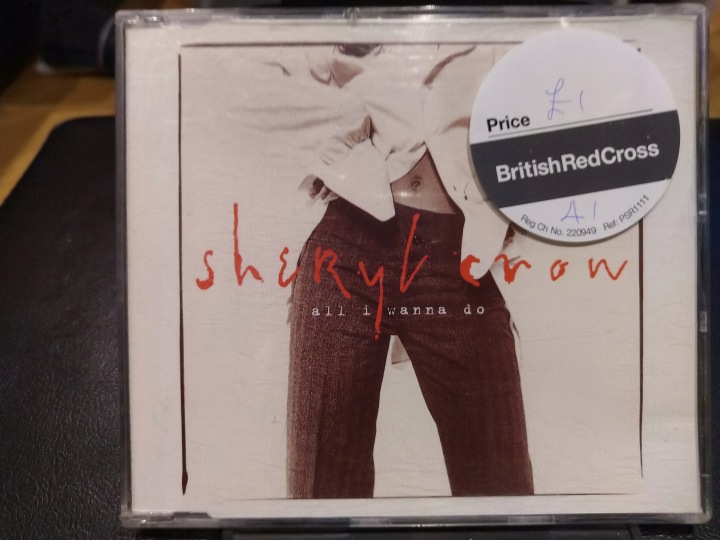 Price £1
BritishRedCross
A1
Reg Ch No. 220949 Ref: PSR1111
sheryl crow
all i wanna do